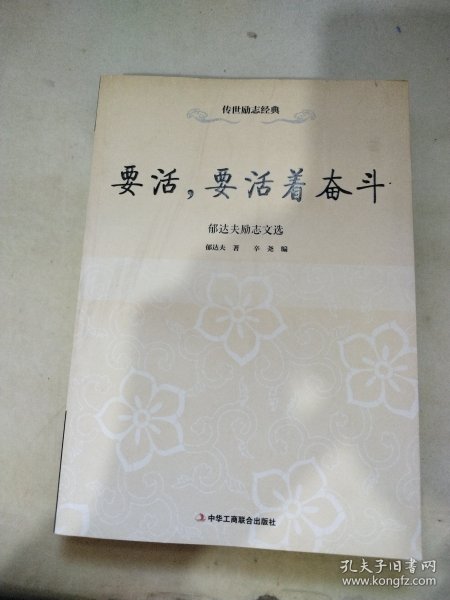 传世励志经典
要活，要活着奋斗
郁达夫励志文选
郁达夫 著 辛尧 编
中华工商联合出版社
孔夫子旧书网
www.kongfz.com